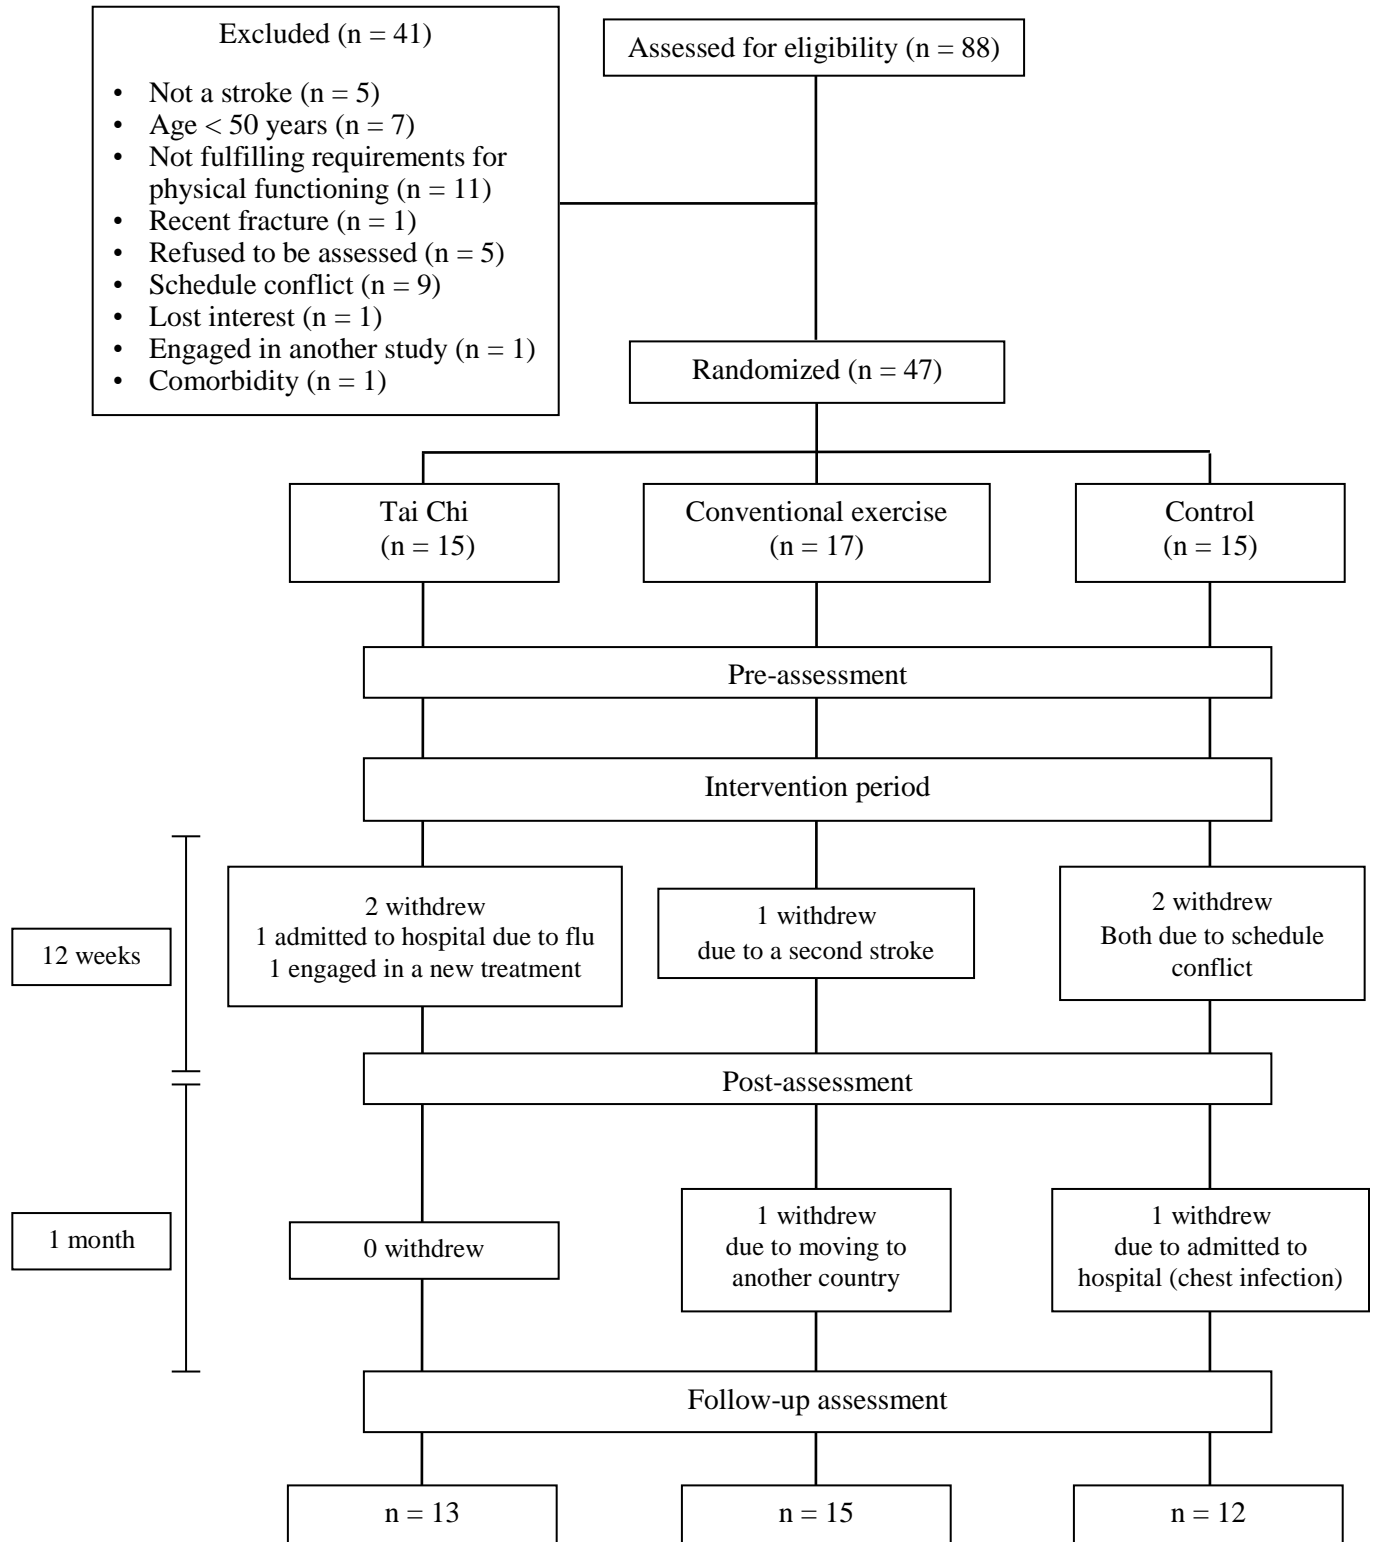 Excluded (n = 41)
• Not a stroke (n = 5)
• Age < 50 years (n = 7)
• Not fulfilling requirements for
physical functioning (n = 11)
• Recent fracture (n = 1)
• Refused to be assessed (n = 5)
• Schedule conflict (n = 9)
• Lost interest (n = 1)
• Engaged in another study (n = 1)
• Comorbidity (n = 1)
Assessed for eligibility (n = 88)
Randomized (n = 47)
Tai Chi
(n = 15)
Conventional exercise
(n = 17)
Control
(n = 15)
Pre-assessment
Intervention period
12 weeks
2 withdrew
1 admitted to hospital due to flu
1 engaged in a new treatment
1 withdrew
due to a second stroke
2 withdrew
Both due to schedule
conflict
Post-assessment
1 month
0 withdrew
1 withdrew
due to moving to
another country
1 withdrew
due to admitted to
hospital (chest infection)
Follow-up assessment
n = 13
n = 15
n = 12